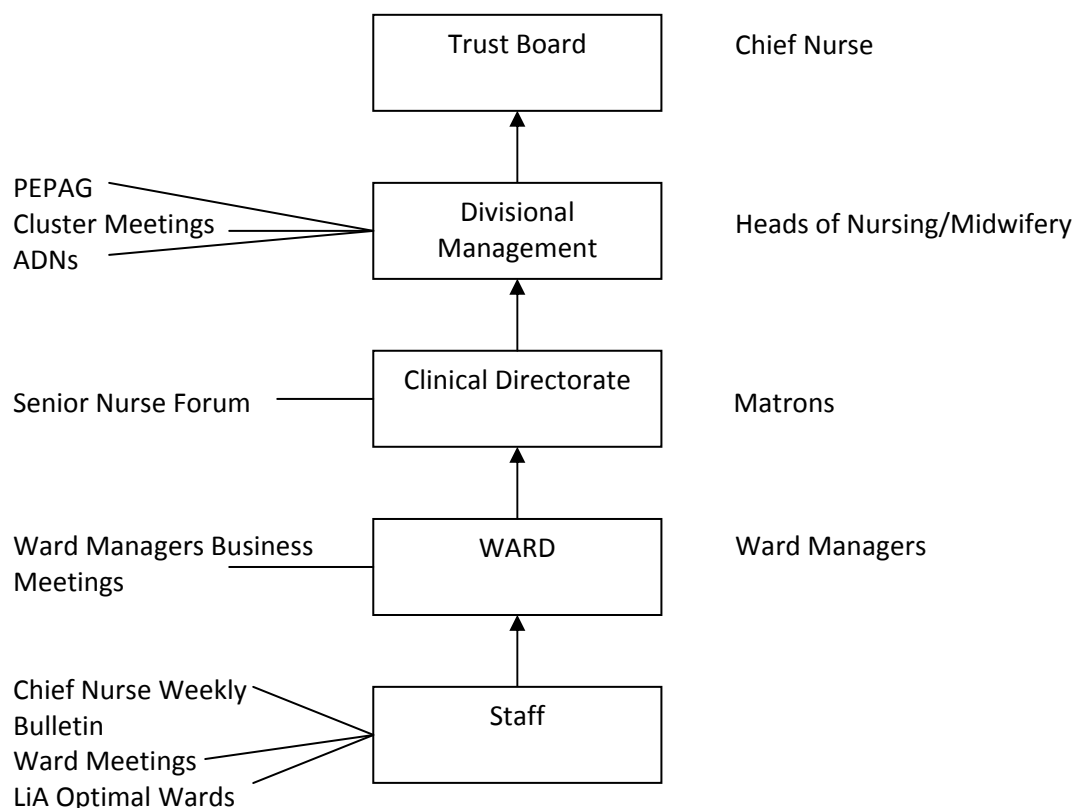 Trust Board
Chief Nurse
PEPAG
Cluster Meetings
ADNs
Divisional
Management
Heads of Nursing/Midwifery
Senior Nurse Forum
Clinical Directorate
Matrons
Ward Managers Business
Meetings
WARD
Ward Managers
Chief Nurse Weekly
Bulletin
Ward Meetings
LiA Optimal Wards
Staff